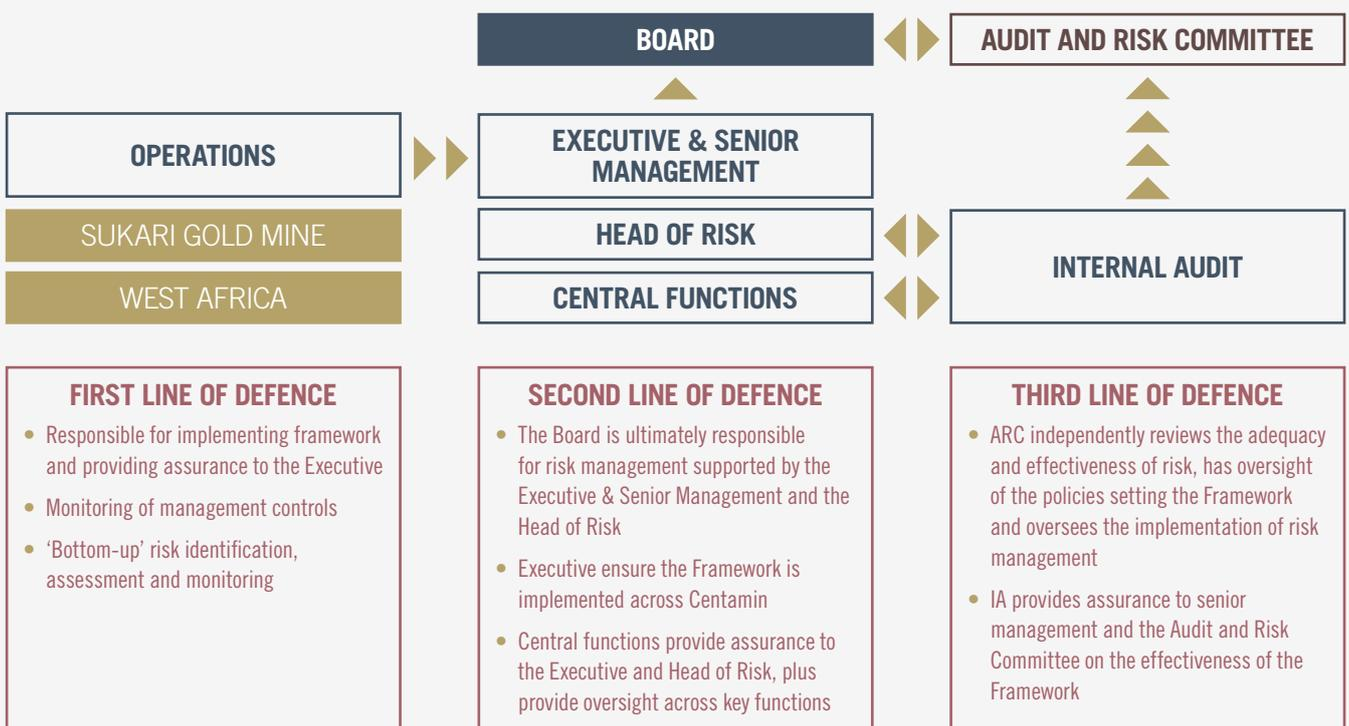 BOARD
AUDIT AND RISK COMMITTEE
OPERATIONS
EXECUTIVE & SENIOR
MANAGEMENT
SUKARI GOLD MINE
HEAD OF RISK
INTERNAL AUDIT
WEST AFRICA
CENTRAL FUNCTIONS
FIRST LINE OF DEFENCE
• Responsible for implementing framework
and providing assurance to the Executive
• Monitoring of management controls
• ‘Bottom-up’ risk identification,
assessment and monitoring
SECOND LINE OF DEFENCE
• The Board is ultimately responsible
for risk management supported by the
Executive & Senior Management and the
Head of Risk
• Executive ensure the Framework is
implemented across Centamin
• Central functions provide assurance to
the Executive and Head of Risk, plus
provide oversight across key functions
THIRD LINE OF DEFENCE
• ARC independently reviews the adequacy
and effectiveness of risk, has oversight
of the policies setting the Framework
and oversees the implementation of risk
management
• IA provides assurance to senior
management and the Audit and Risk
Committee on the effectiveness of the
Framework